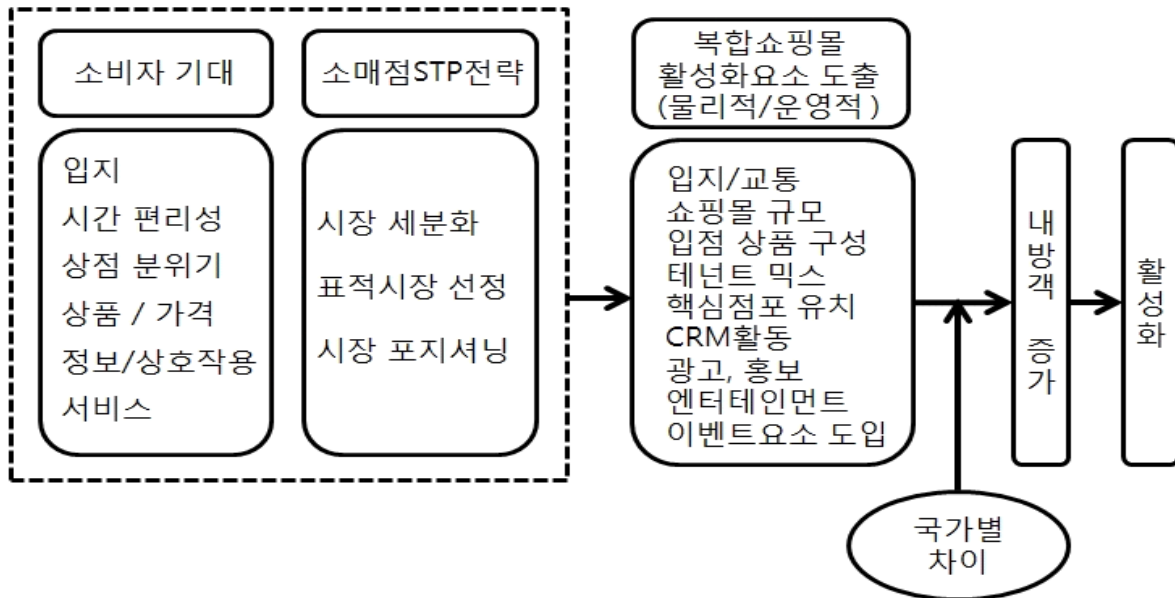 소비자 기대
입지
시간 편리성
상점 분위기
상품 / 가격
정보/상호작용
서비스
소매점STP전략
시장 세분화
표적시장 선정
시장 포지셔닝
복합쇼핑몰
활성화요소 도출
(물리적/운영적 )
입지/교통
쇼핑몰 규모
입점 상품 구성
테넌트 믹스
핵심점포 유치
CRM활동
광고, 홍보
엔터테인먼트
이벤트요소 도입
국가별
차이
내방객 증가
활성화